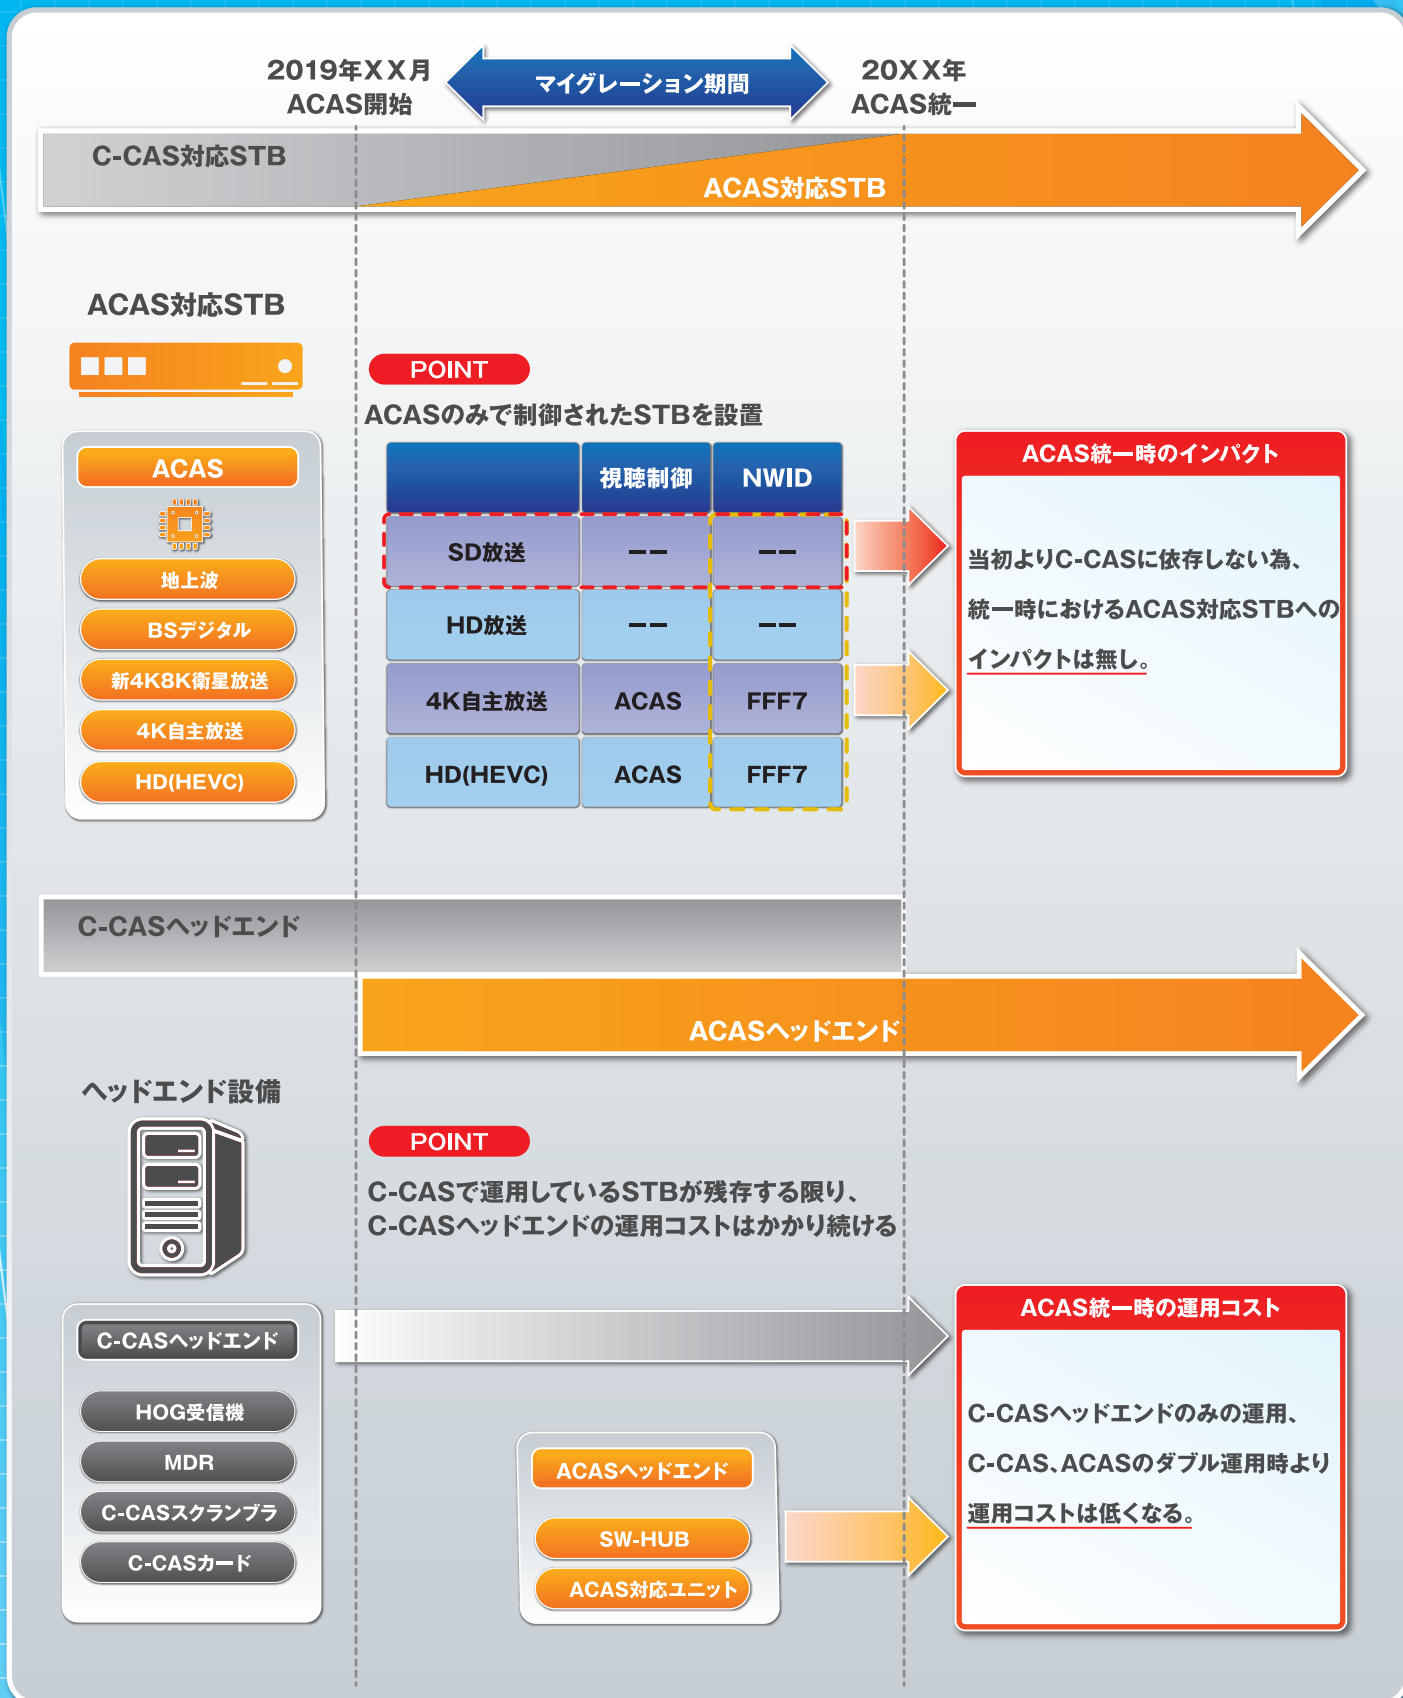 2019年XX月
ACAS開始
マイグレーション期間
20XX年
ACAS統一
C-CAS対応STB
ACAS対応STB
ACAS対応STB
ACAS
地上波
BSデジタル
新4K8K衛星放送
4K自主放送
HD(HEVC)
POINT
ACASのみで制御されたSTBを設置
視聴制御 NWID
SD放送 −− −−
HD放送 −− −−
4K自主放送 ACAS FFF7
HD(HEVC) ACAS FFF7
ACAS統一時のインパクト
当初よりC-CASに依存しない為、
統一時におけるACAS対応STBへの
インパクトは無し。
C-CASヘッドエンド
ACASヘッドエンド
ヘッドエンド設備
POINT
C-CASで運用しているSTBが残存する限り、
C-CASヘッドエンドの運用コストはかかり続ける
C-CASヘッドエンド
HOG受信機
MDR
C-CASスクランブラ
C-CASカード
ACASヘッドエンド
SW-HUB
ACAS対応ユニット
ACAS統一時の運用コスト
C-CASヘッドエンドのみの運用、
C-CAS、ACASのダブル運用時より
運用コストは低くなる。